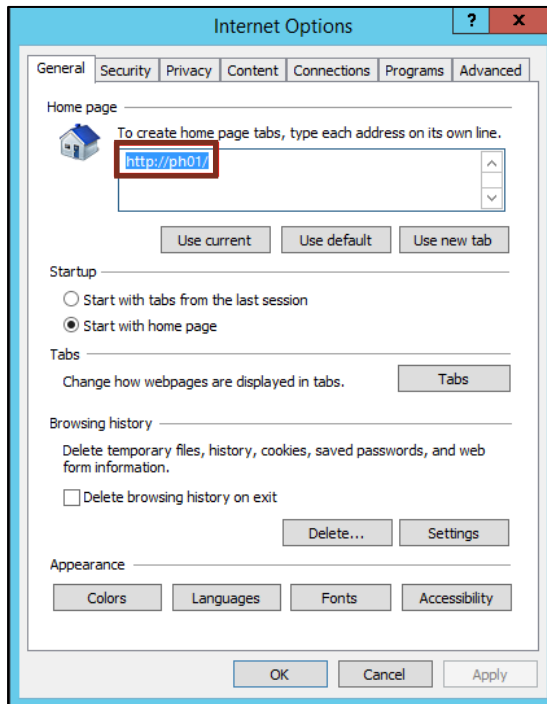 Internet Options
? x
General Security Privacy Content Connections Programs Advanced
Home page
To create home page tabs, type each address on its own line.
http://ph01/
Use current Use default Use new tab
Startup
Start with tabs from the last session
Start with home page
Tabs
Change how webpages are displayed in tabs. Tabs
Browsing history
Delete temporary files, history, cookies, saved passwords, and web
form information.
Delete browsing history on exit
Delete... Settings
Appearance
Colors Languages Fonts Accessibility
OK Cancel Apply